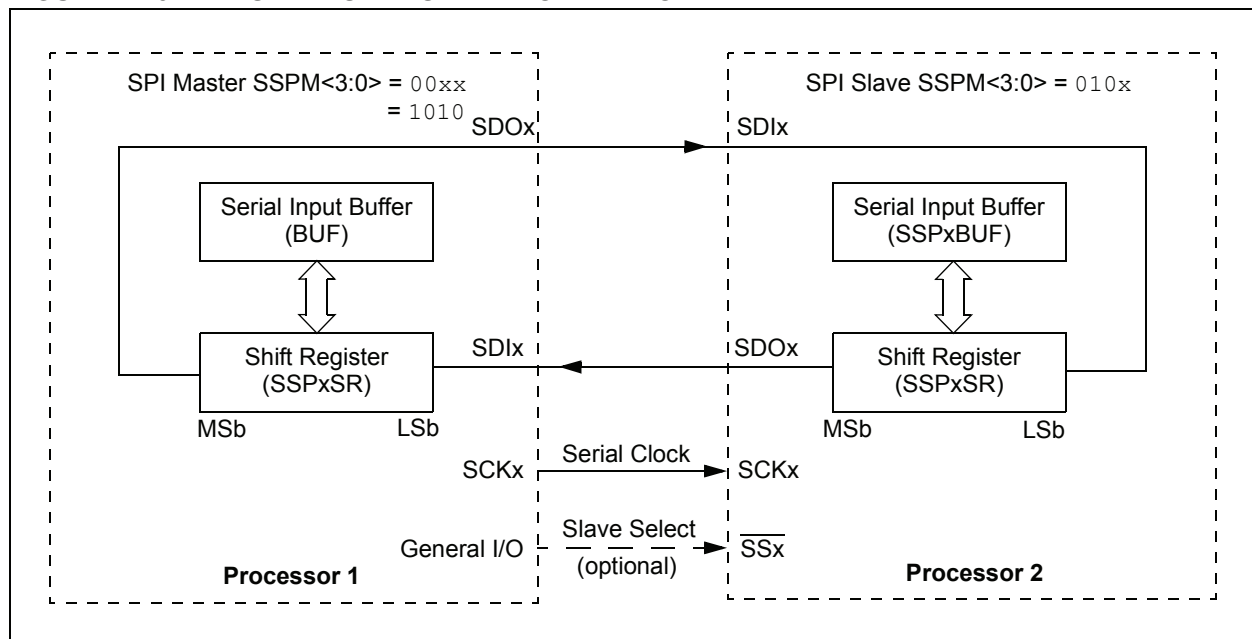 SPI Master SSPM<3:0> = 00xx
= 1010
SDOx
SPI Slave SSPM<3:0> = 010x
SDIx
Serial Input Buffer
(BUF)
Serial Input Buffer
(SSPxBUF)
Shift Register
(SSPxSR)
MSb
LSb
SDIx
SDOx
Shift Register
(SSPxSR)
MSb
LSb
SCKx
Serial Clock
SCKx
General I/O
Slave Select
(optional)
SSx
Processor 1
Processor 2